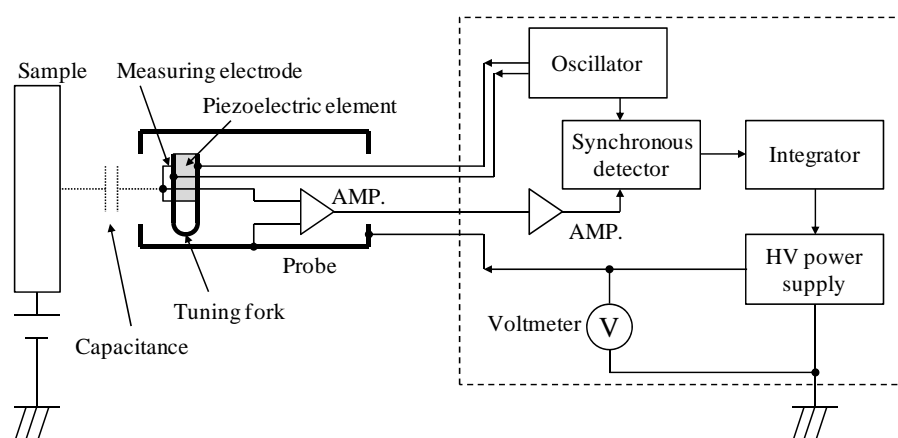 Sample
Measuring electrode
Piezoelectric element
Oscillator
Synchronous
detector
Integrator
AMP.
AMP.
Probe
HV power
supply
Tuning fork
Voltmeter
V
Capacitance